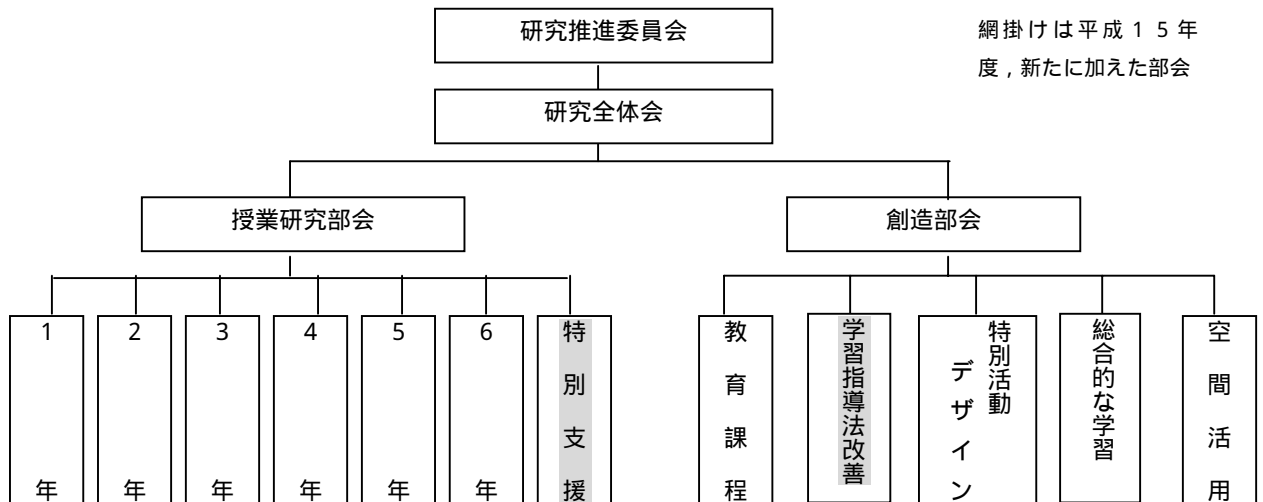 研究推進委員会
網掛けは平成15年
度,新たに加えた部会
研究全体会
授業研究部会
創造部会
1年
2年
3年
4年
5年
6年
特別支援
教育課程
学習指導法改善
特別活動
デザイン
総合的な学習
空間活用